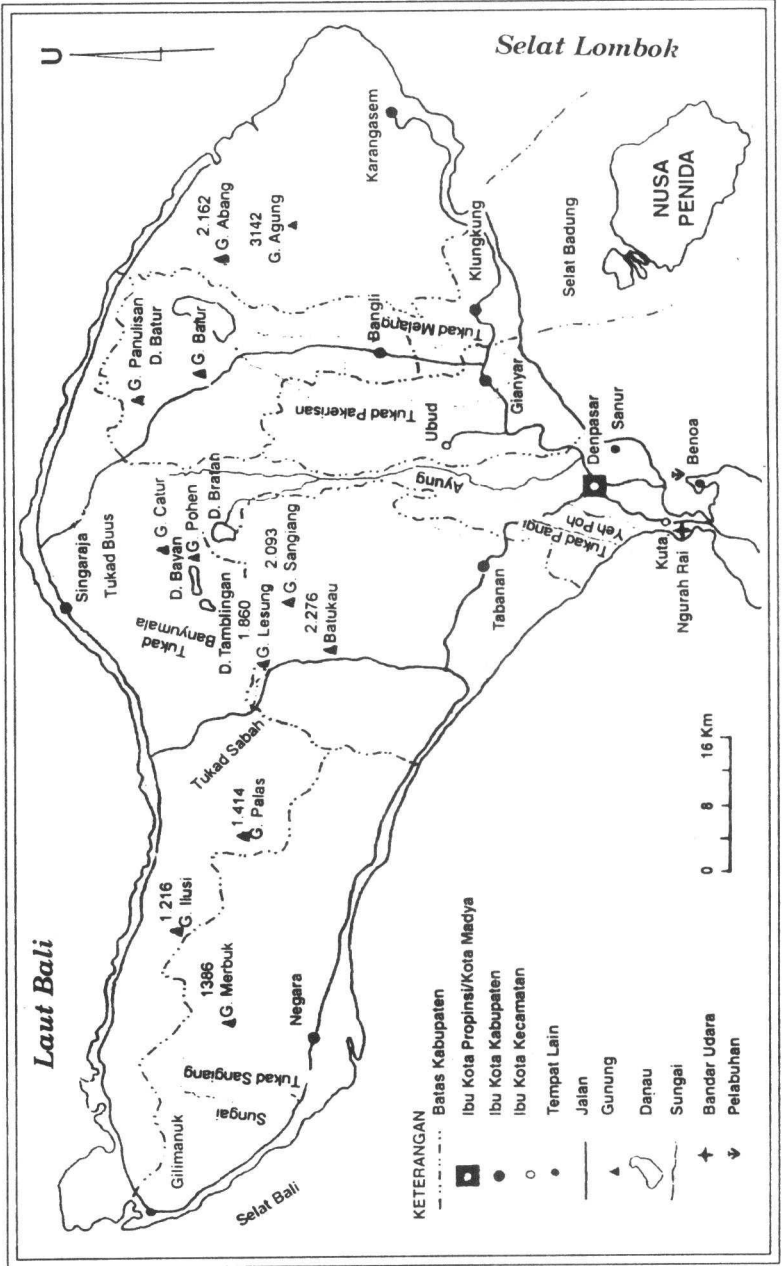 Laut Bali
Selat Lombok
U
Singaraja
Tukad Buus
G. Catur
D. Bayan
G. Pohen
D. Bratan
D. Tamblingan
Tukad
Banyumala
1.860
G. Lesung
2.093
G. Sangiang
2.276
Batukau
G. Panulisan
D. Batur
G. Batur
2.162
G. Abang
3142
G. Agung
Karangasem
Klungkung
Tukad Melang
Bangli
Tukad Pakerisan
Ubud
Gianyar
Ayung
Selat Badung
NUSA
PENIDA
Denpasar
Sanur
Benoa
Kuta
Ngurah Rai
Yeh Poh
Tukad Pangi
Tabanan
Tukad Sabah
1.414
G. Palas
1.216
G. Ilusi
1386
G. Merbuk
Negara
Tukad Sangiang
Sungai
Gilimanuk
Selat Bali
0 8 16 Km
KETERANGAN
Batas Kabupaten
Ibu Kota Propinsi/Kota Madya
Ibu Kota Kabupaten
Ibu Kota Kecamatan
Tempat Lain
Jalan
Gunung
Danau
Sungai
Bandar Udara
Pelabuhan